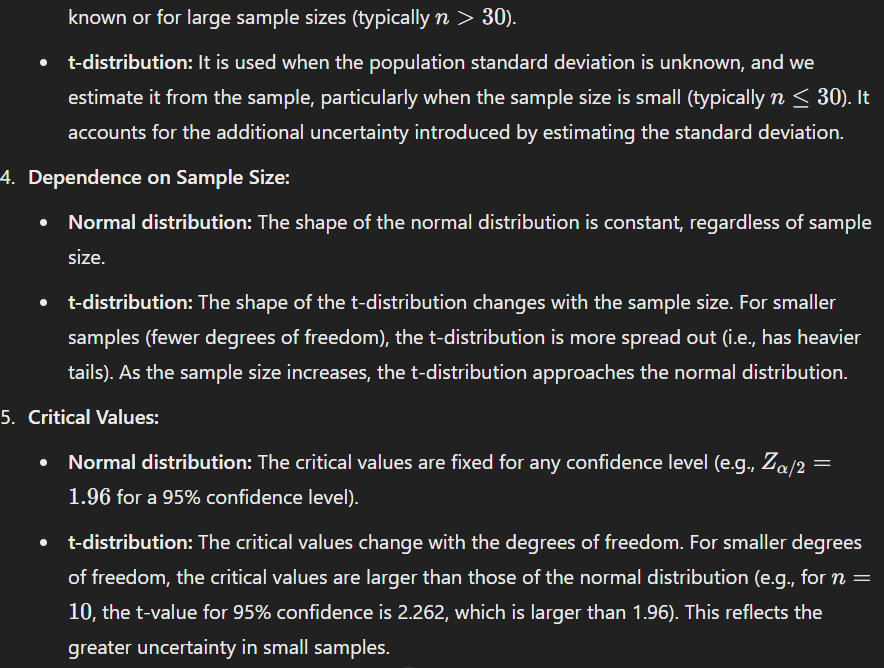 known or for large sample sizes (typically n > 30).
• t-distribution: It is used when the population standard deviation is unknown, and we
estimate it from the sample, particularly when the sample size is small (typically n ≤ 30). It
accounts for the additional uncertainty introduced by estimating the standard deviation.
4. Dependence on Sample Size:
• Normal distribution: The shape of the normal distribution is constant, regardless of sample
size.
• t-distribution: The shape of the t-distribution changes with the sample size. For smaller
samples (fewer degrees of freedom), the t-distribution is more spread out (i.e., has heavier
tails). As the sample size increases, the t-distribution approaches the normal distribution.
5. Critical Values:
• Normal distribution: The critical values are fixed for any confidence level (e.g., Z_{α/2} =
1.96 for a 95% confidence level).
• t-distribution: The critical values change with the degrees of freedom. For smaller degrees
of freedom, the critical values are larger than those of the normal distribution (e.g., for n =
10, the t-value for 95% confidence is 2.262, which is larger than 1.96). This reflects the
greater uncertainty in small samples.